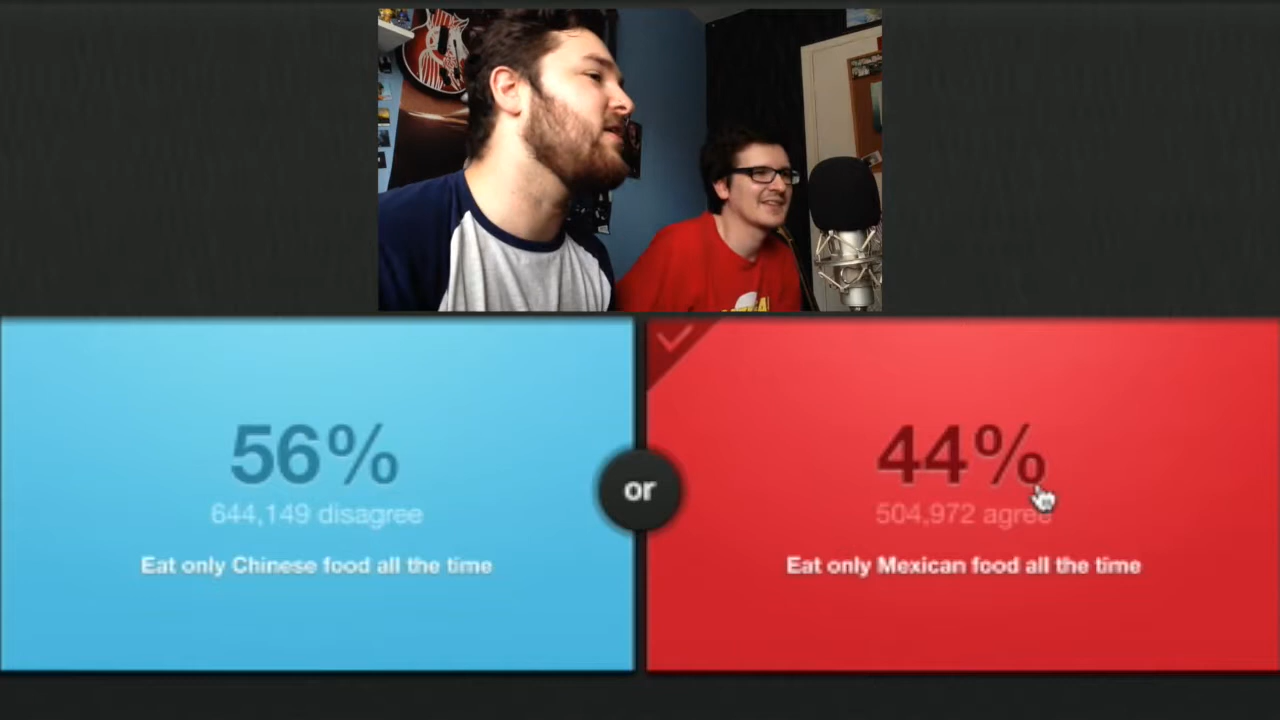 56%
644,149 disagree
Eat only Chinese food all the time
or
44%
504,972 agree
Eat only Mexican food all the time